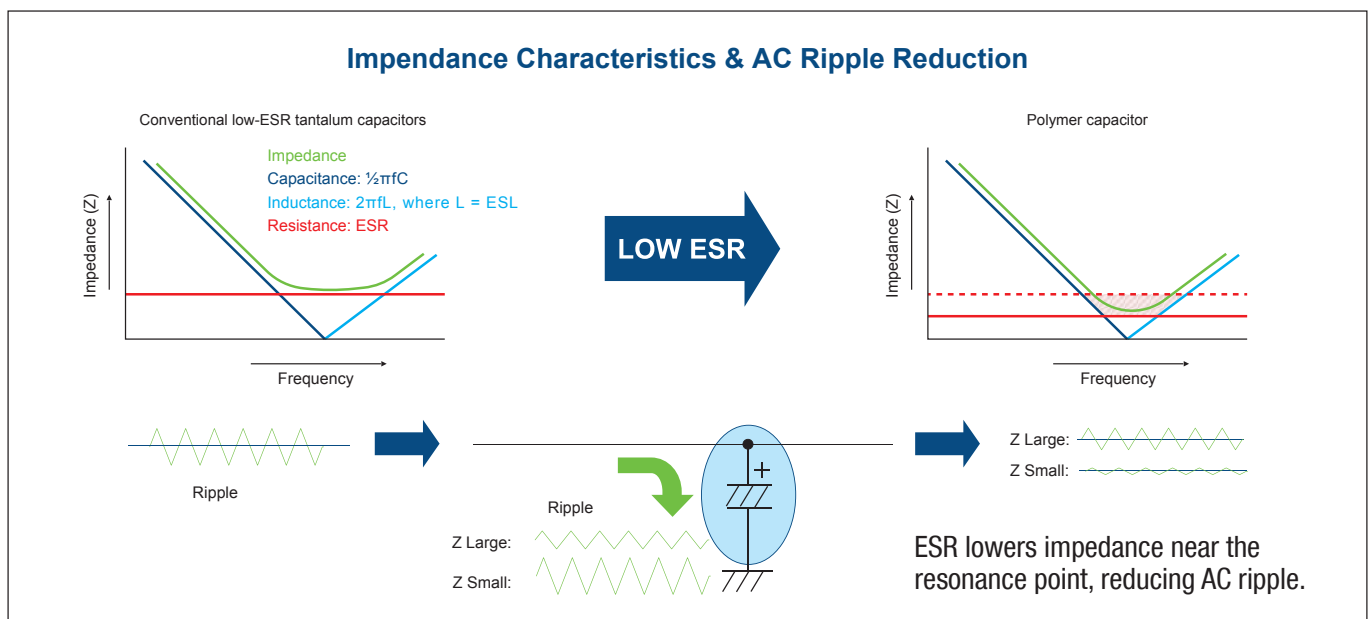 Impendance Characteristics & AC Ripple Reduction
Conventional low-ESR tantalum capacitors
Impedance (Z)
Impedance
Capacitance: ½πfC
Inductance: 2πfL, where L = ESL
Resistance: ESR
Frequency
LOW ESR
Polymer capacitor
Impedance (Z)
Frequency
Ripple
Ripple
Z Large:
Z Small:
+
Z Large:
Z Small:
ESR lowers impedance near the
resonance point, reducing AC ripple.